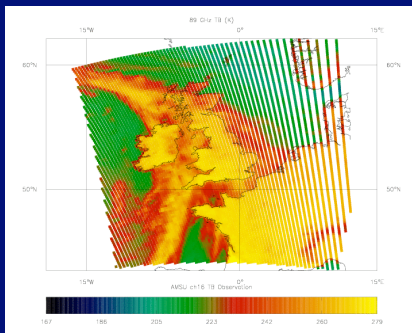 89 GHz TB (K)
15°W 0° 15°E
60°N 60°N
50°N 50°N
15°W 0° 15°E
AMSU ch16 TB Observation
167 186 205 223 242 260 279